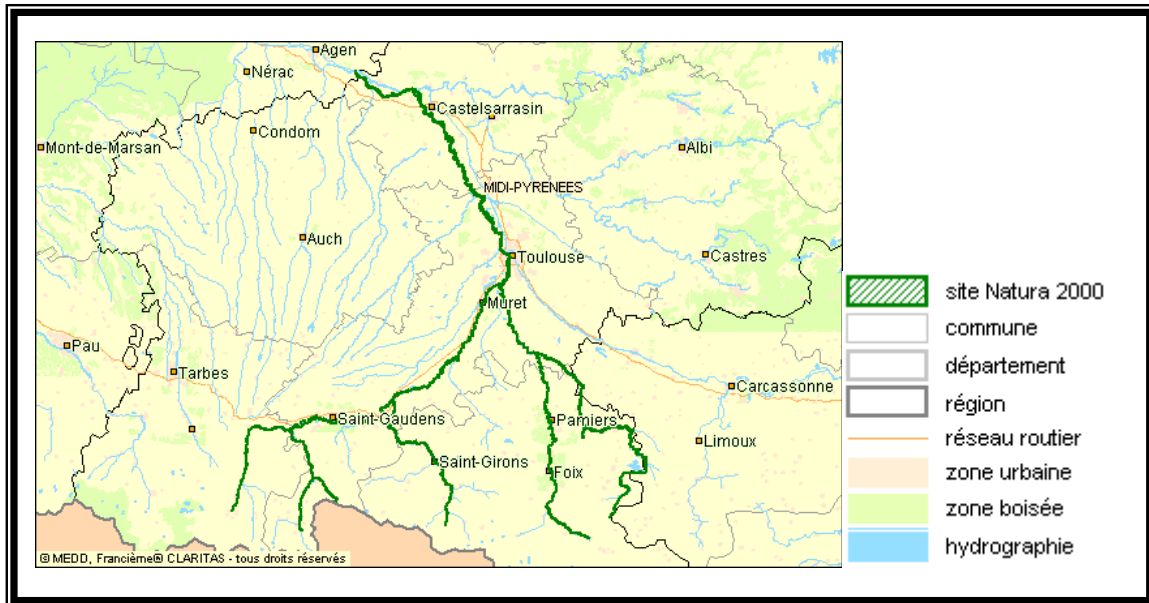 Agen
Nérac
Castelsarrasin
Condom
Mont-de-Marsan
Albi
MIDI-PYRENEES
Auch
Toulouse
Castres
Muret
Pau
Tarbes
Carcassonne
Saint-Gaudens
Pamiers
Limoux
Saint-Girons
Foix
© MEDD, Francième® CLARITAS - tous droits réservés
site Natura 2000
commune
département
région
réseau routier
zone urbaine
zone boisée
hydrographie